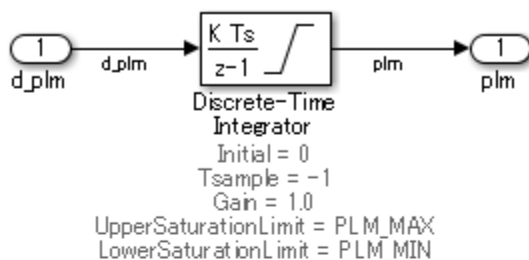 1
d_plm
d_plm
K Ts
z-1
plm
1
plm
Discrete-Time
Integrator
Initial = 0
Tsample = -1
Gain = 1.0
UpperSaturationLimit = PLM_MAX
LowerSaturationLimit = PLM_MIN